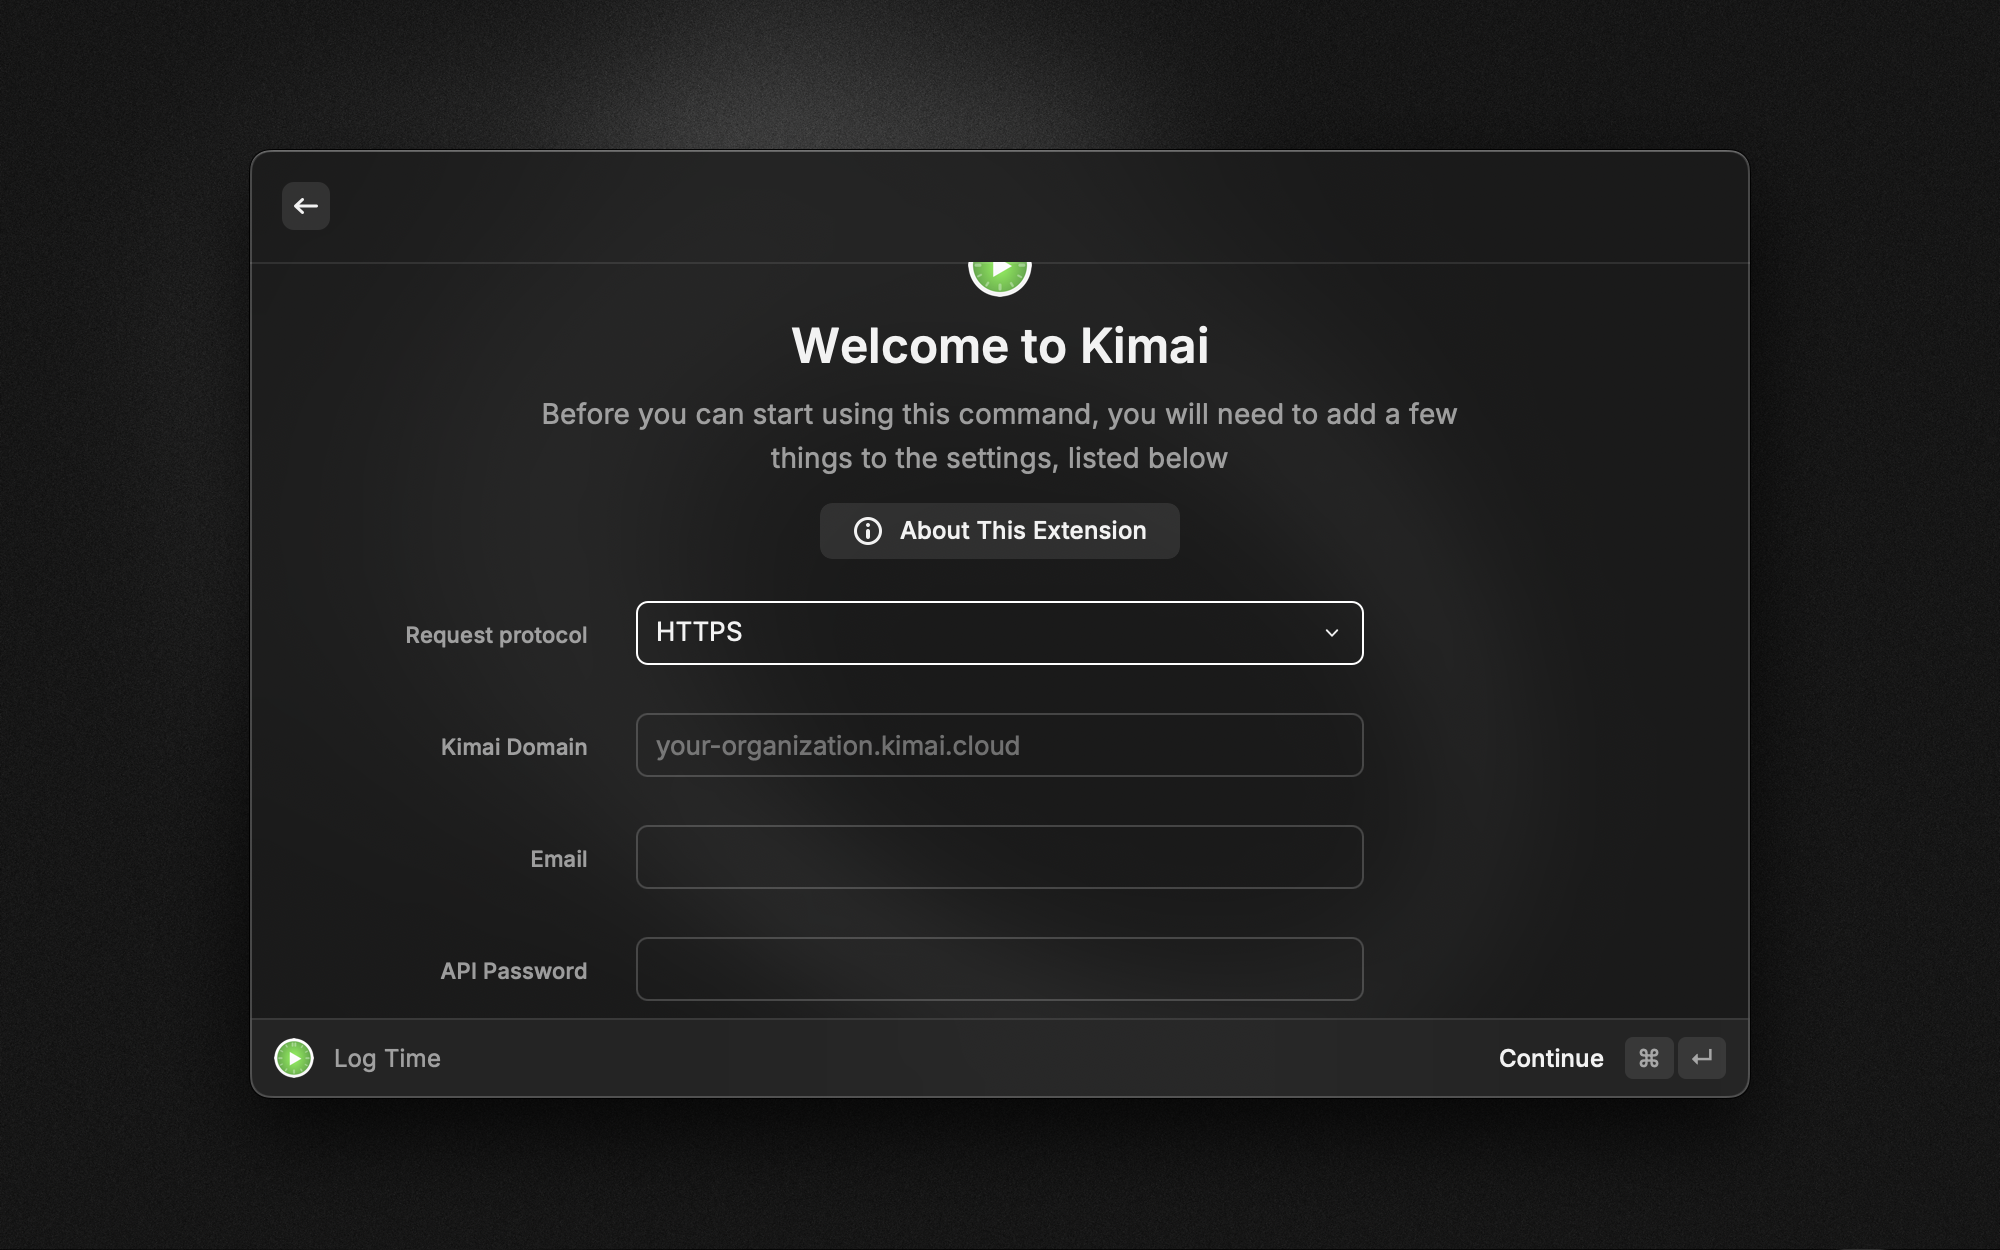 Welcome to Kimai
Before you can start using this command, you will need to add a few
things to the settings, listed below
About This Extension
Request protocol
HTTPS
Kimai Domain
your-organization.kimai.cloud
Email
API Password
Log Time
Continue ⌘ ↵